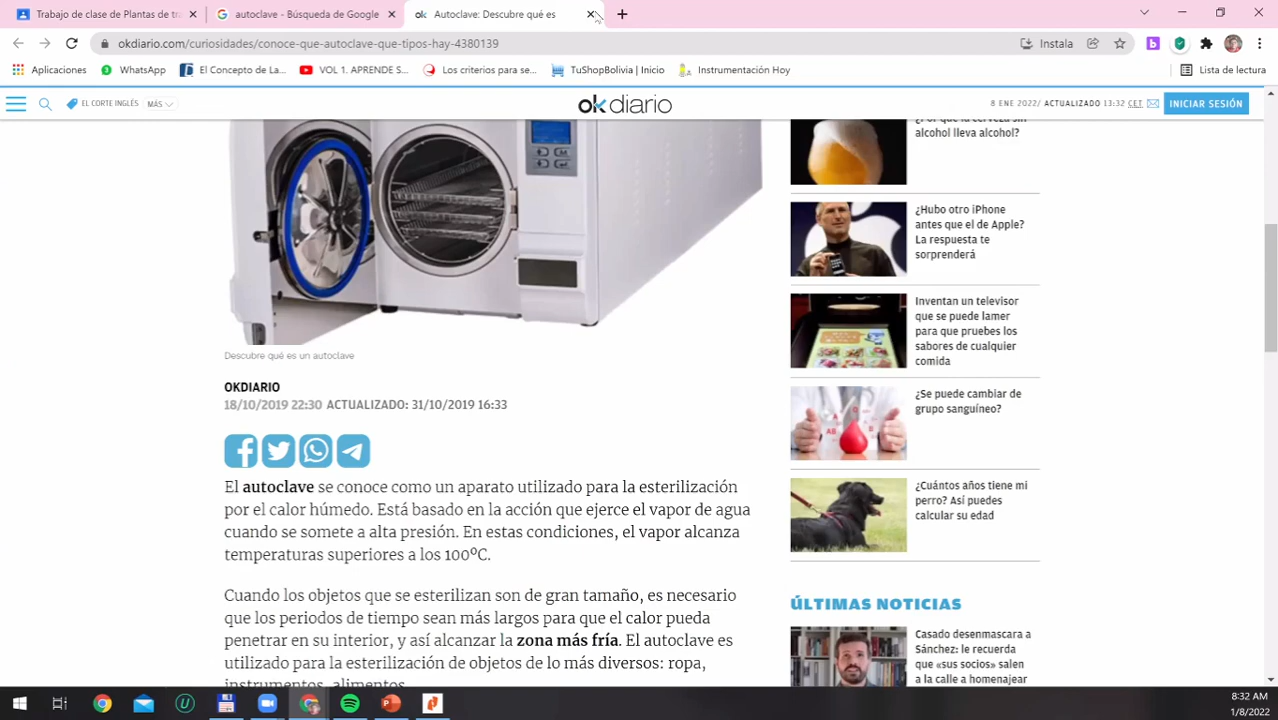 Trabajo de clase de Plantas de tr
autoclave - Búsqueda de Google
ok Autoclave: Descubre qué es
okdiario.com/curiosidades/conoce-que-autoclave-que-tipos-hay-4380139
Instala
Aplicaciones
WhatsApp
El Concepto de La...
VOL 1. APRENDE S...
Los criterios para se...
TuShopBolivia | Inicio
Instrumentación Hoy
Lista de lectura
EL CORTE INGLÉS
MÁS
okdiario
8 ENE 2022/ ACTUALIZADO 13:32 CET
INICIAR SESIÓN
¿Por qué la cerveza sin
alcohol lleva alcohol?
¿Hubo otro iPhone
antes que el de Apple?
La respuesta te
sorprenderá
Inventan un televisor
que se puede lamer
para que pruebes los
sabores de cualquier
comida
Descubre qué es un autoclave
OKDIARIO
18/10/2019 22:30 ACTUALIZADO: 31/10/2019 16:33
¿Se puede cambiar de
grupo sanguíneo?
El autoclave se conoce como un aparato utilizado para la esterilización
por el calor húmedo. Está basado en la acción que ejerce el vapor de agua
cuando se somete a alta presión. En estas condiciones, el vapor alcanza
temperaturas superiores a los 100ºC.
¿Cuántos años tiene mi
perro? Así puedes
calcular su edad
Cuando los objetos que se esterilizan son de gran tamaño, es necesario
que los periodos de tiempo sean más largos para que el calor pueda
penetrar en su interior, y así alcanzar la zona más fría. El autoclave es
utilizado para la esterilización de objetos de lo más diversos: ropa,
instrumentos, alimentos
ÚLTIMAS NOTICIAS
Casado desenmascara a
Sánchez: le recuerda
que «sus socios» salen
a la calle a homenajear
8:32 AM
1/8/2022